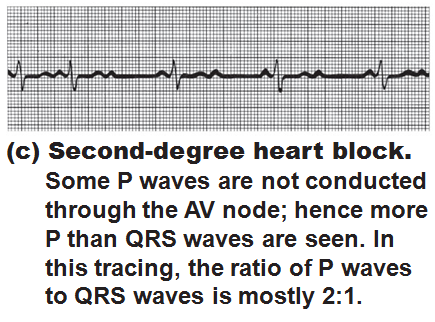 (c) Second-degree heart block.
Some P waves are not conducted
through the AV node; hence more
P than QRS waves are seen. In
this tracing, the ratio of P waves
to QRS waves is mostly 2:1.